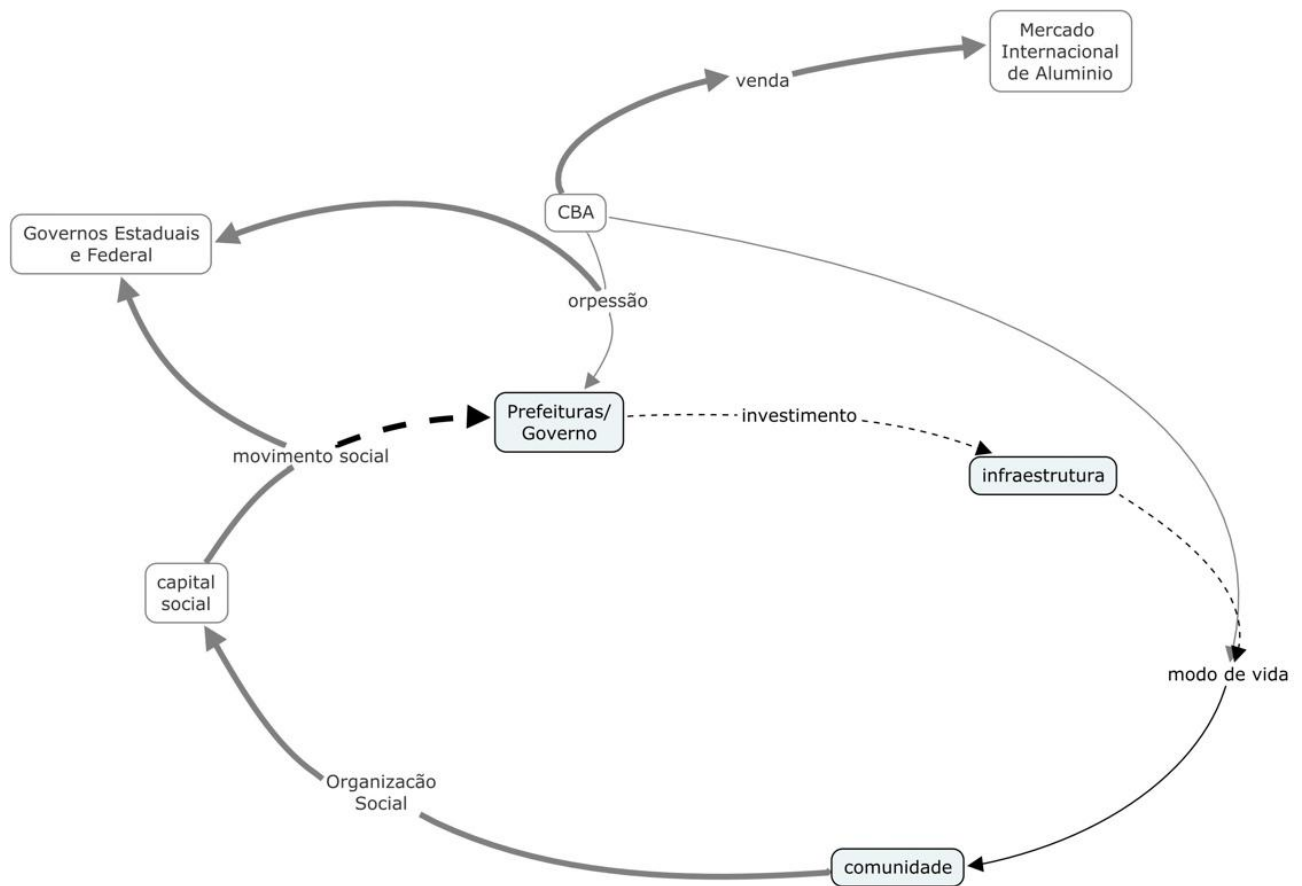 Mercado
Internacional
de Aluminio
venda
CBA
Governos Estaduais
e Federal
orpessão
Prefeituras/
Governo
investimento
movimento social
infraestrutura
capital
social
modo de vida
Organizacão
Social
comunidade